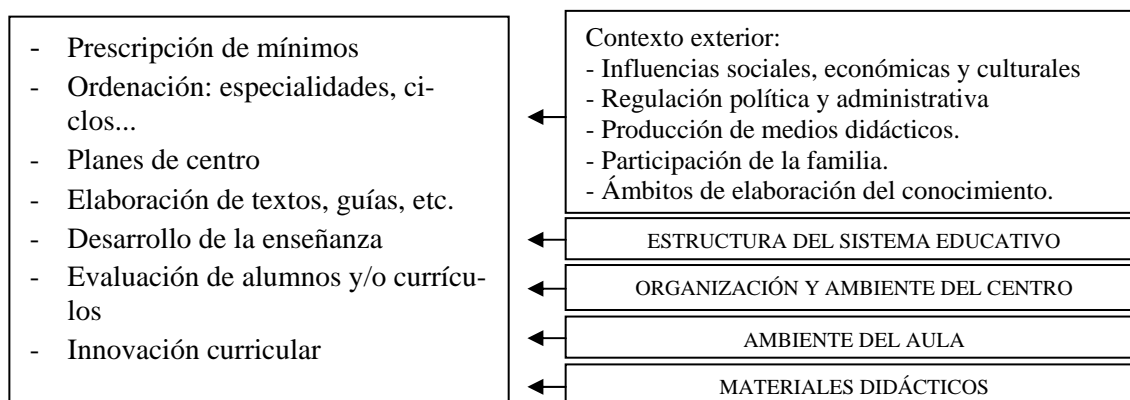 - Prescripción de mínimos
- Ordenación: especialidades, ci-
clos...
- Planes de centro
- Elaboración de textos, guías, etc.
- Desarrollo de la enseñanza
- Evaluación de alumnos y/o currícu-
los
- Innovación curricular
Contexto exterior:
- Influencias sociales, económicas y culturales
- Regulación política y administrativa
- Producción de medios didácticos.
- Participación de la familia.
- Ámbitos de elaboración del conocimiento.
ESTRUCTURA DEL SISTEMA EDUCATIVO
ORGANIZACIÓN Y AMBIENTE DEL CENTRO
AMBIENTE DEL AULA
MATERIALES DIDÁCTICOS